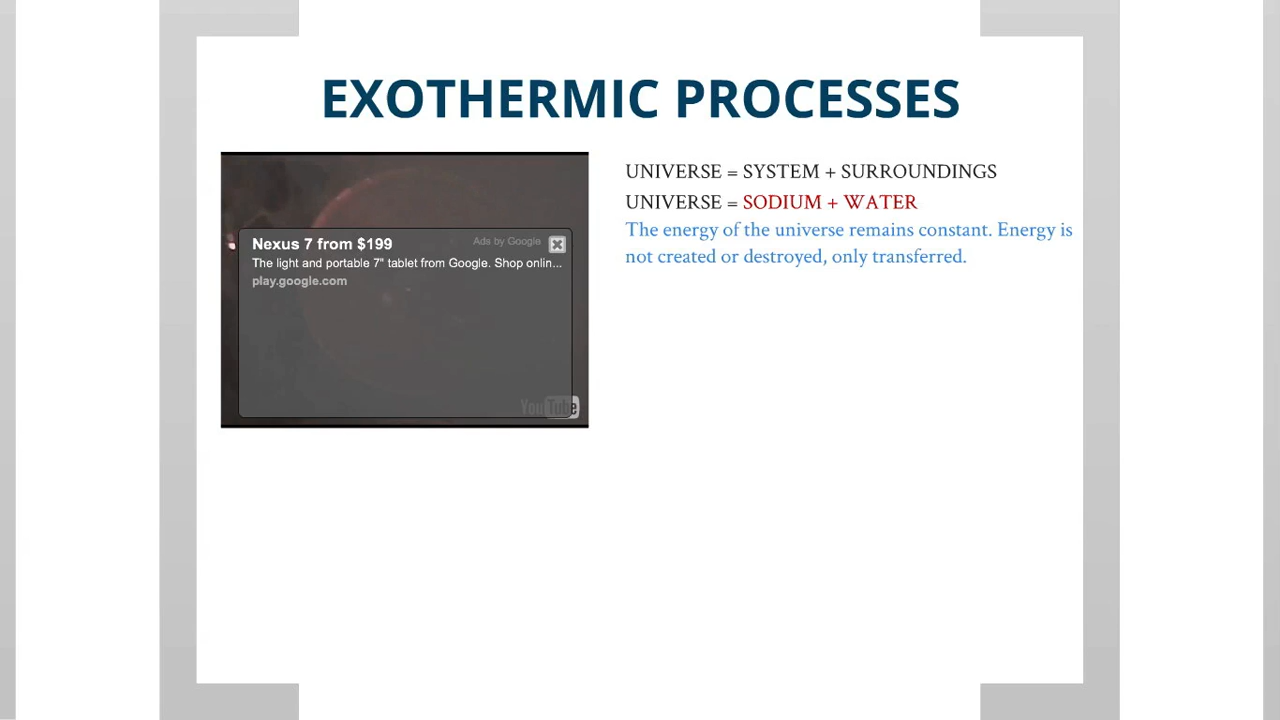 EXOTHERMIC PROCESSES
UNIVERSE = SYSTEM + SURROUNDINGS
UNIVERSE = SODIUM + WATER
The energy of the universe remains constant. Energy is
not created or destroyed, only transferred.
Nexus 7 from $199
Ads by Google
The light and portable 7" tablet from Google. Shop onlin...
play.google.com
YouTube